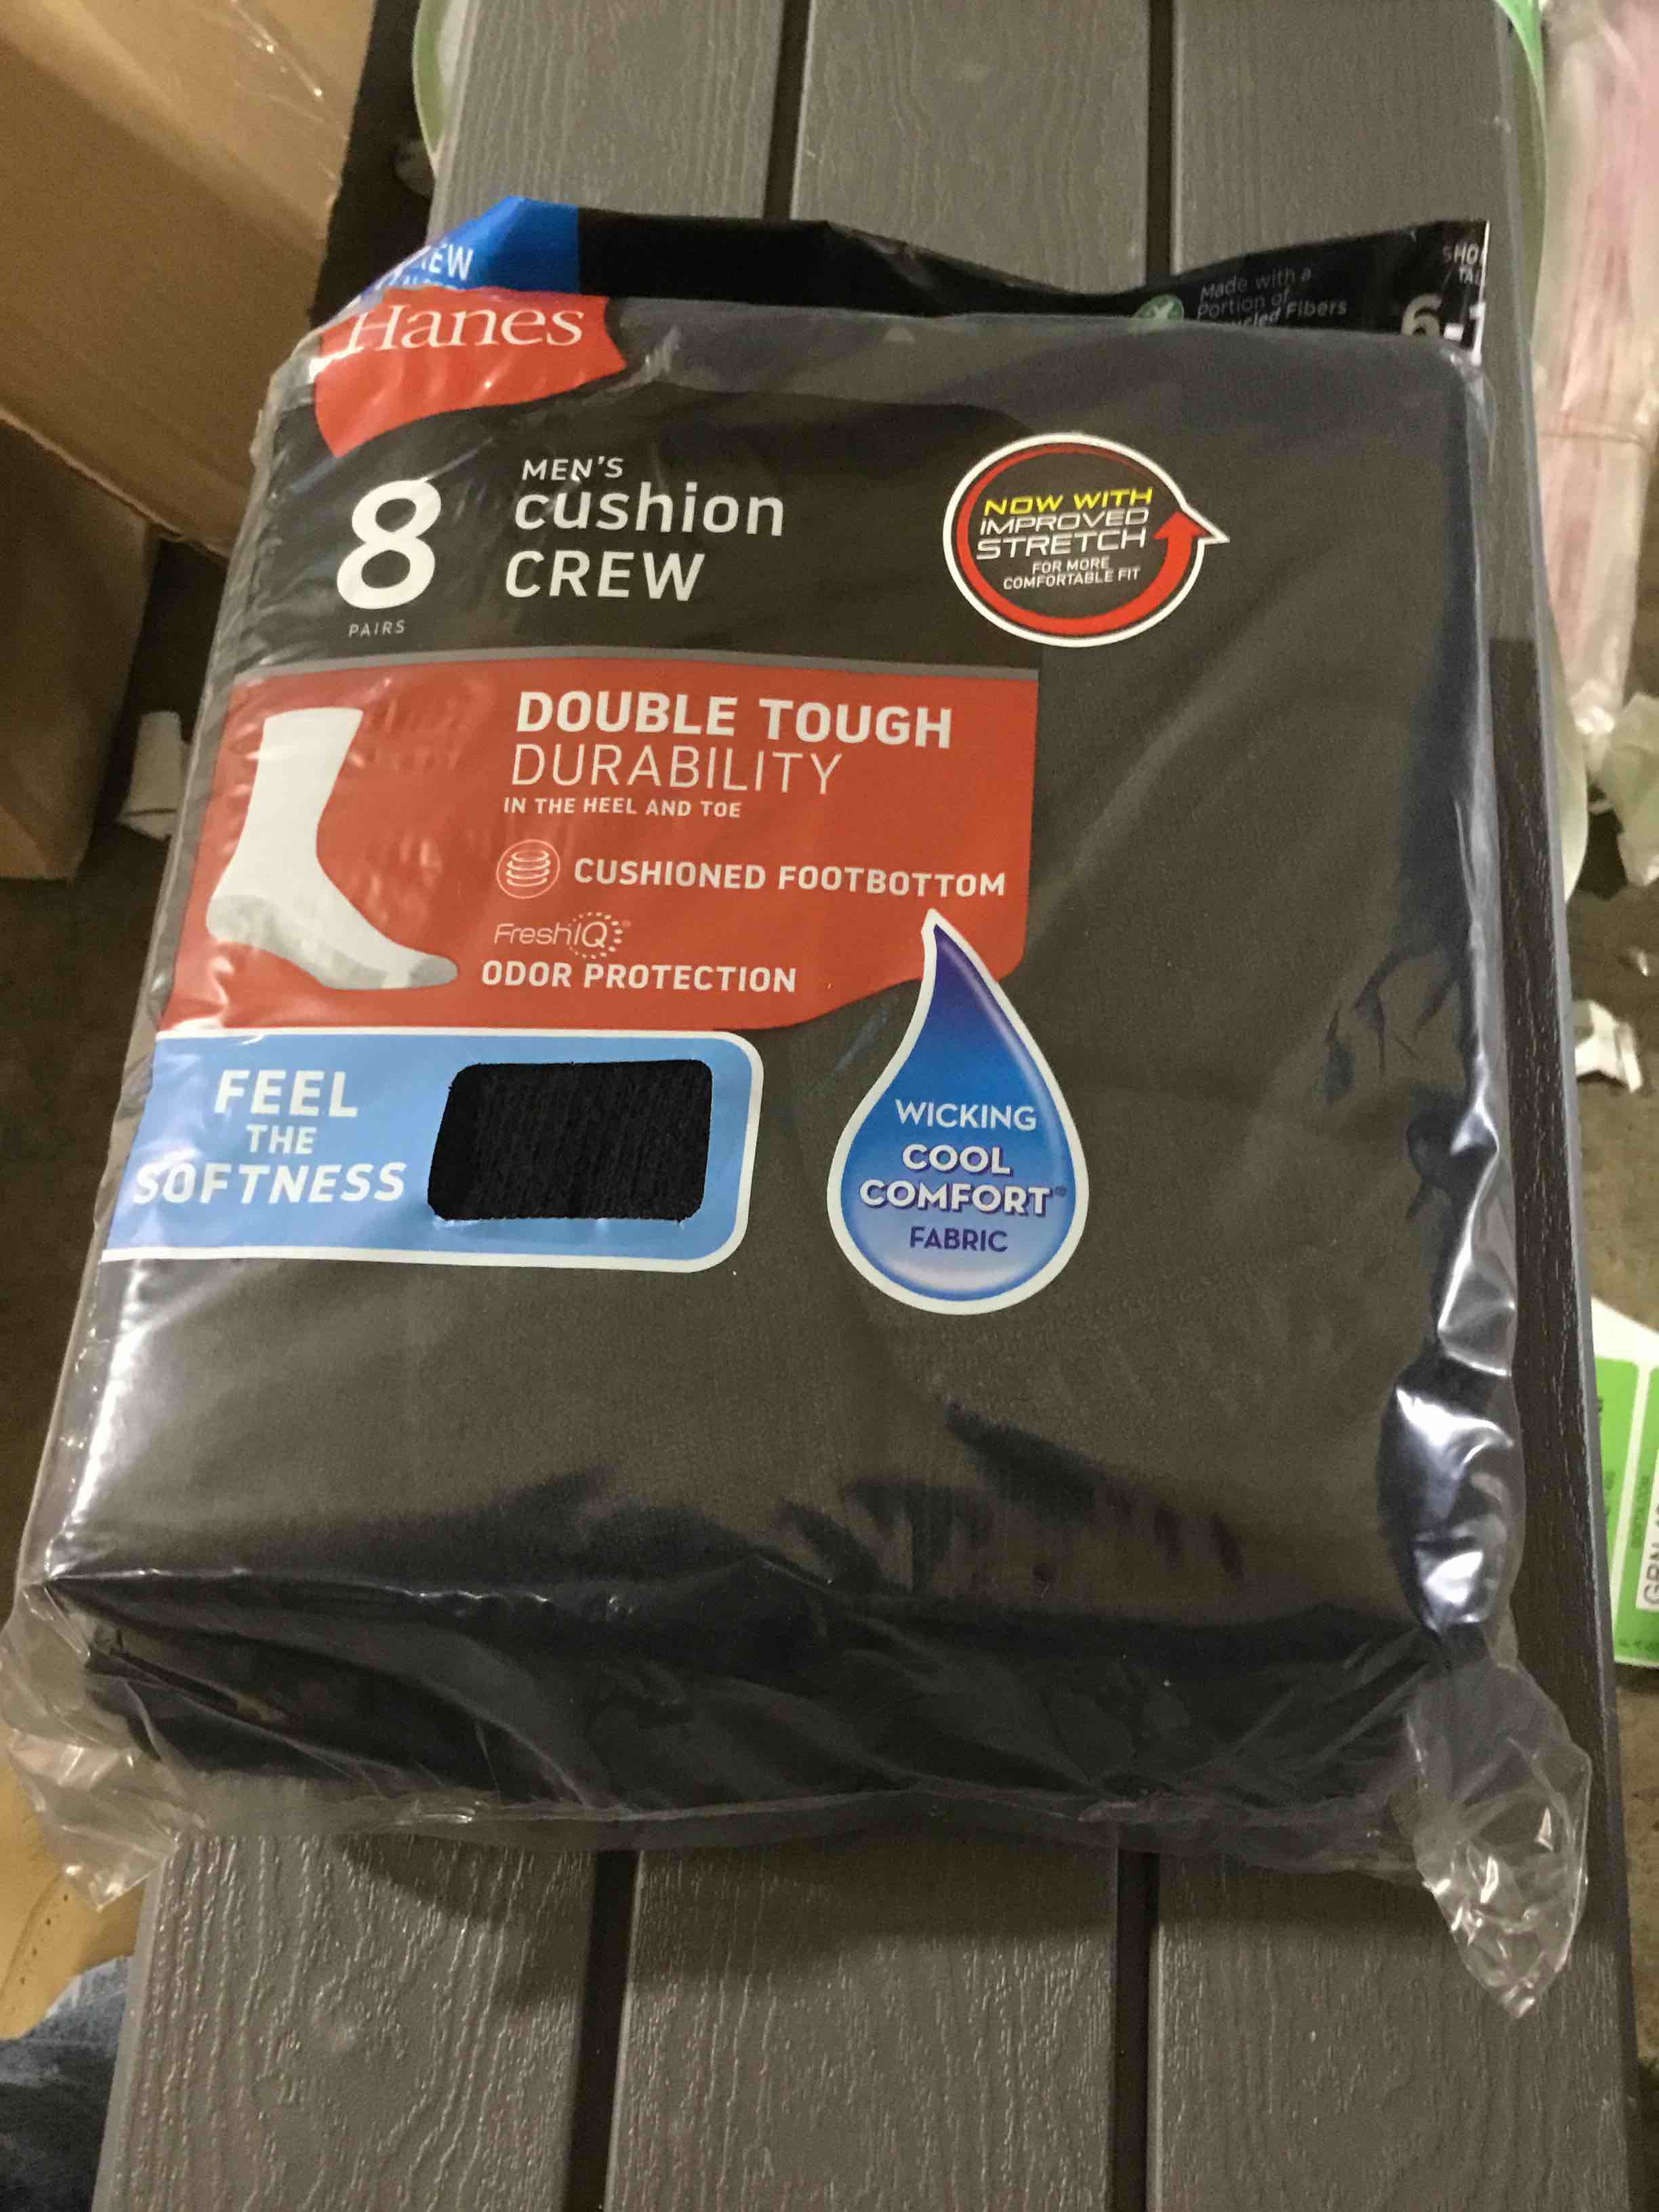 Hanes
Made with a
Portion of
Fibers
8
PAIRS
MEN'S
cushion
CREW
NOW WITH
IMPROVED
STRETCH
FOR MORE
COMFORTABLE FIT
DOUBLE TOUGH
DURABILITY
IN THE HEEL AND TOE
CUSHIONED FOOTBOTTOM
FreshIQ®
ODOR PROTECTION
FEEL
THE
SOFTNESS
WICKING
COOL
COMFORT®
FABRIC